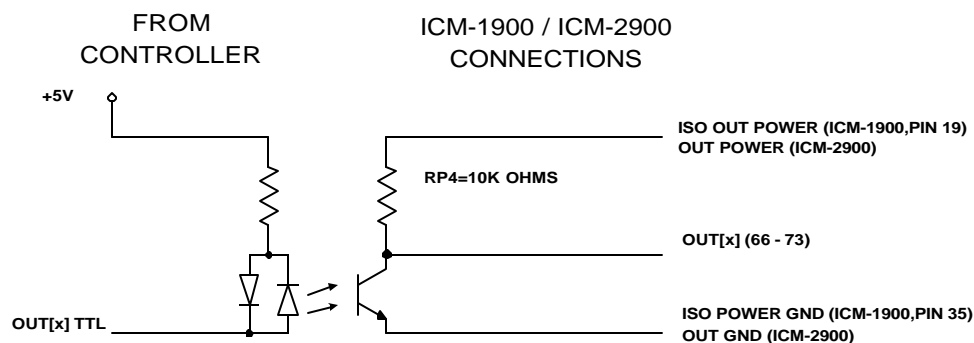 FROM
CONTROLLER
ICM-1900 / ICM-2900
CONNECTIONS
+5V
ISO OUT POWER (ICM-1900,PIN 19)
OUT POWER (ICM-2900)
RP4=10K OHMS
OUT[x] (66 - 73)
ISO POWER GND (ICM-1900,PIN 35)
OUT[x] TTL
OUT GND (ICM-2900)